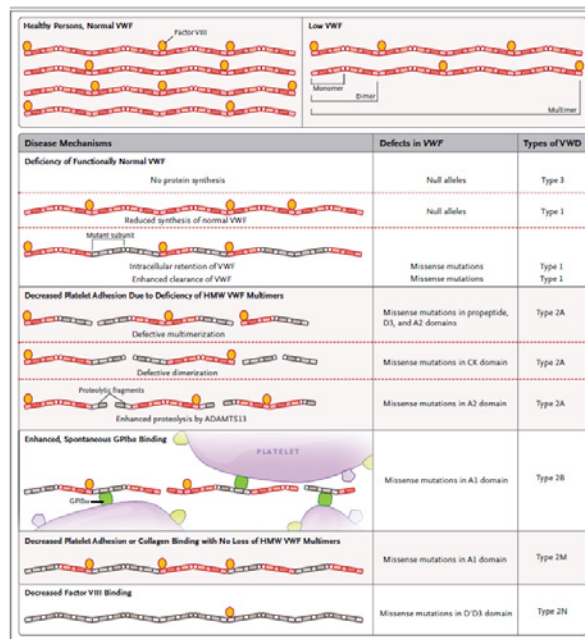 Healthy Persons, Normal VWF
Factor VIII
Low VWF
Monomer
Dimer
Multimer
Disease Mechanisms
Defects in VWF
Types of VWD
Deficiency of Functionally Normal VWF
No protein synthesis
Null alleles
Type 3
Reduced synthesis of normal VWF
Null alleles
Type 1
Mutant subunit
Intracellular retention of VWF
Missense mutations
Type 1
Enhanced clearance of VWF
Missense mutations
Type 1
Decreased Platelet Adhesion Due to Deficiency of HMW VWF Multimers
Defective multimerization
Missense mutations in propeptide,
D3, and A2 domains
Type 2A
Defective dimerization
Missense mutations in CK domain
Type 2A
Proteolytic fragments
Enhanced proteolysis by ADAMTS13
Missense mutations in A2 domain
Type 2A
Enhanced, Spontaneous GPIbα Binding
PLATELET
GPIbα
Missense mutations in A1 domain
Type 2B
Decreased Platelet Adhesion or Collagen Binding with No Loss of HMW VWF Multimers
Missense mutations in A1 domain
Type 2M
Decreased Factor VIII Binding
Missense mutations in D'D3 domain
Type 2N